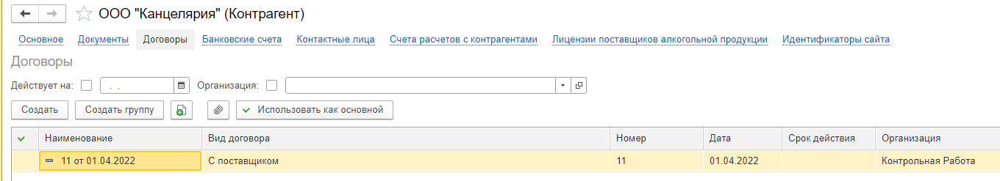 ООО "Канцелярия" (Контрагент)
Основное Документы Договоры Банковские счета Контактные лица Счета расчетов с контрагентами Лицензии поставщиков алкогольной продукции Идентификаторы сайта
Договоры
Действует на: . . Организация:
Создать Создать группу Использовать как основной
Наименование Вид договора Номер Дата Срок действия Организация
11 от 01.04.2022 С поставщиком 11 01.04.2022 Контрольная Работа